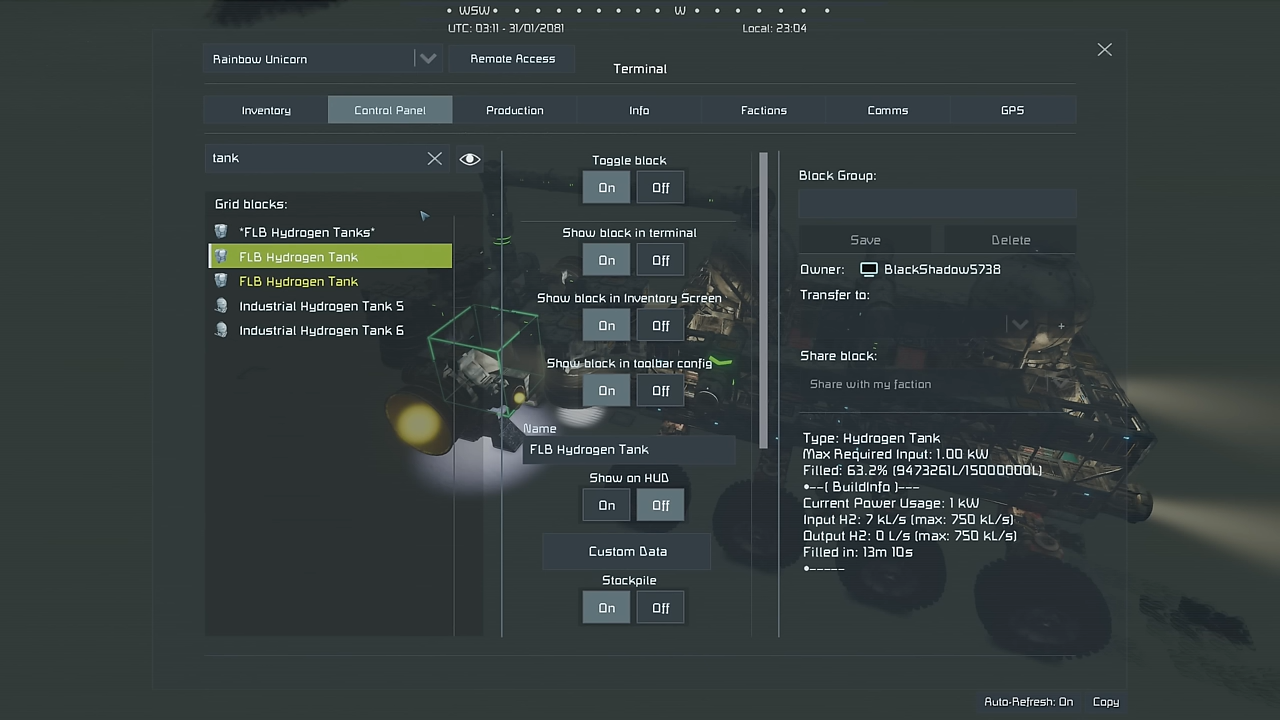 WSW W
UTC: 03:11 - 31/01/2081 Local: 23:04
Rainbow Unicorn
Remote Access
Terminal
Inventory Control Panel Production Info Factions Comms GPS
tank
Grid blocks:
*FLB Hydrogen Tanks*
FLB Hydrogen Tank
FLB Hydrogen Tank
Industrial Hydrogen Tank 5
Industrial Hydrogen Tank 6
Toggle block
On Off
Show block in terminal
On Off
Show block in Inventory Screen
On Off
Show block in toolbar config
On Off
Name
FLB Hydrogen Tank
Show on HUD
On Off
Custom Data
Stockpile
On Off
Block Group:
Save Delete
Owner: BlackShadow5738
Transfer to:
Share block:
Share with my faction
Type: Hydrogen Tank
Max Required Input: 1.00 kW
Filled: 63.2% (9473261L/15000000L)
•--( BuildInfo )---
Current Power Usage: 1 kW
Input H2: 7 kL/s (max: 750 kL/s)
Output H2: 0 L/s (max: 750 kL/s)
Filled in: 13m 10s
•-----
Auto-Refresh: On Copy